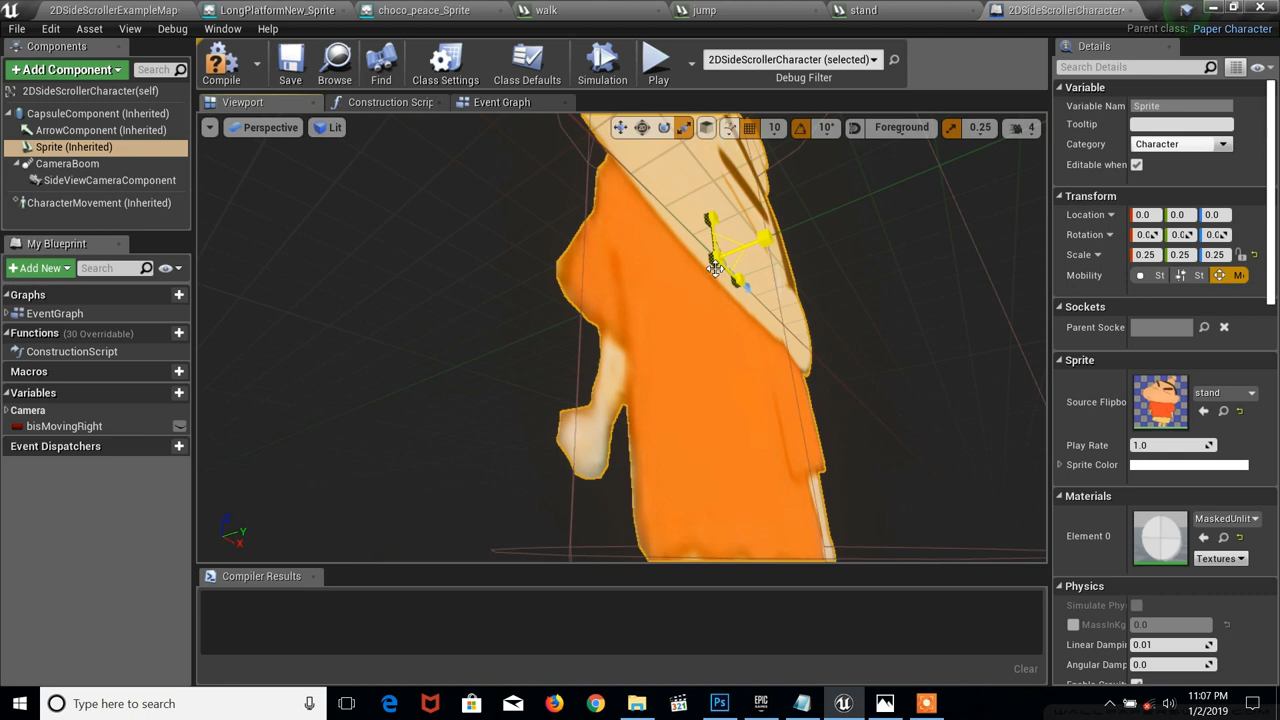 2DSideScrollerExampleMap
LongPlatformNew_Sprite
choco_peace_Sprite
walk
jump
stand
2DSideScrollerCharacter*
File
Edit
Asset
View
Debug
Window
Help
Parent class: Paper Character
Components
Add Component
Search
2DSideScrollerCharacter(self)
CapsuleComponent (Inherited)
ArrowComponent (Inherited)
Sprite (Inherited)
CameraBoom
SideViewCameraComponent
CharacterMovement (Inherited)
My Blueprint
Add New
Search
Graphs
EventGraph
Functions (30 Overridable)
ConstructionScript
Macros
Variables
Camera
bisMovingRight
Event Dispatchers
Compile
Save
Browse
Find
Class Settings
Class Defaults
Simulation
Play
2DSideScrollerCharacter (selected)
Debug Filter
Viewport
Construction Scrip
Event Graph
Perspective
Lit
10
10°
Foreground
0.25
4
Z
Y
X
Compiler Results
Clear
Details
Search Details
Variable
Variable Nam
Sprite
Tooltip
Category
Character
Editable when
Transform
Location
0.0
0.0
0.0
Rotation
0.0
0.0
0.0
Scale
0.25
0.25
0.25
Mobility
St
St
Mo
Sockets
Parent Socke
Sprite
Source Flipbo
stand
Play Rate
1.0
Sprite Color
Materials
Element 0
MaskedUnlit
Textures
Physics
Simulate Phy
MassInKg
0.0
Linear Dampi
0.01
Angular Damp
0.0
Type here to search
321
Ps
EPIC GAMES
11:07 PM
1/2/2019